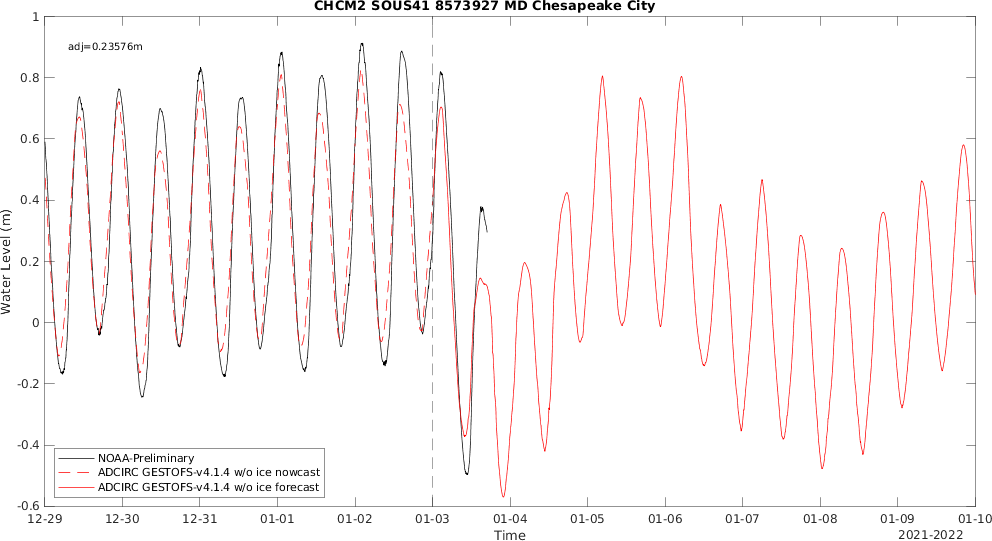 CHCM2 SOUS41 8573927 MD Chesapeake City
adj=0.23576m
Water Level (m)
1
0.8
0.6
0.4
0.2
0
-0.2
-0.4
-0.6
NOAA-Preliminary
ADCIRC GESTOFS-v4.1.4 w/o ice nowcast
ADCIRC GESTOFS-v4.1.4 w/o ice forecast
12-29 12-30 12-31 01-01 01-02 01-03 01-04 01-05 01-06 01-07 01-08 01-09 01-10
Time
2021-2022